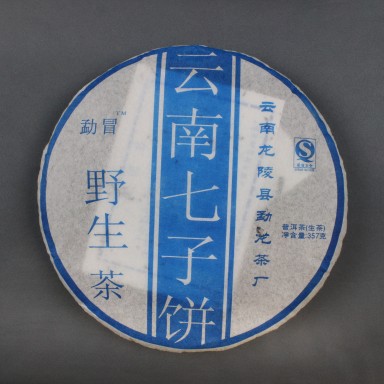 勐冒™
野生茶
云南七子饼
云南龙陵县勐龙茶厂
普洱茶(生茶)
净含量:357克